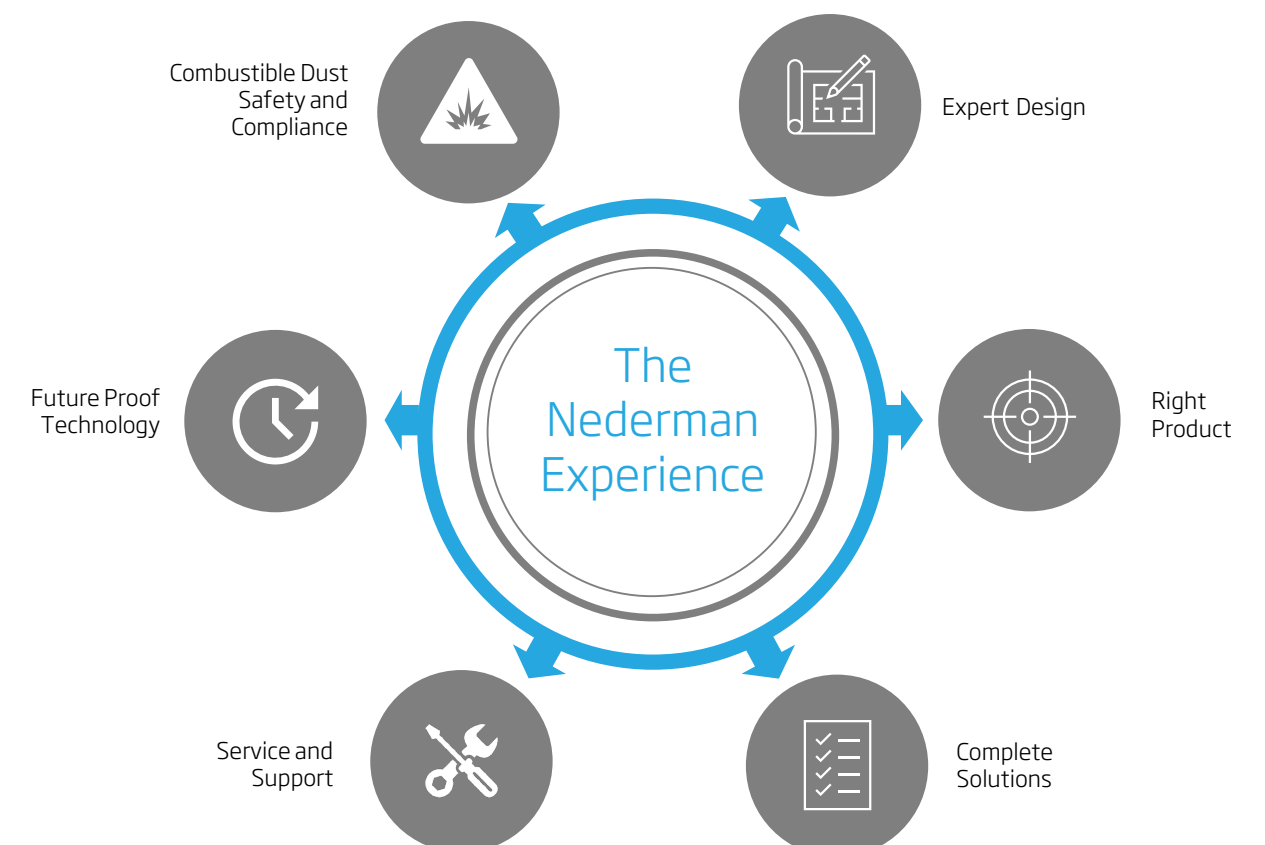 Combustible Dust
Safety and
Compliance
Expert Design
Future Proof
Technology
The
Nederman
Experience
Right
Product
Service and
Support
Complete
Solutions